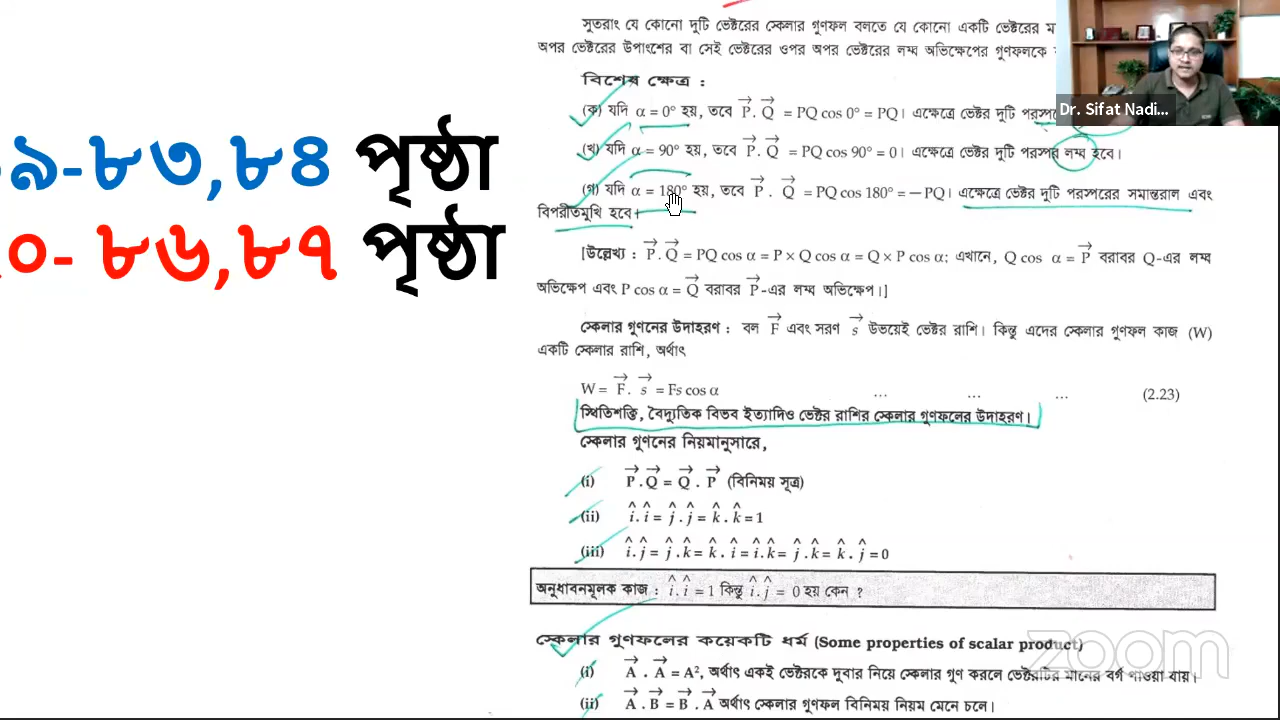 সুতরাং যে কোনো দুটি ভেক্টরের স্কেলার গুণফল বলতে যে কোনো একটি ভেক্টরের
অপর ভেক্টরের উপাংশের বা সেই ভেক্টরের ওপর অপর ভেক্টরের লম্ব অভিক্ষেপের গুণফলকে
Dr. Sifat Nadi...
বিশেষ ক্ষেত্র :
(ক) যদি α = 0° হয়, তবে P⃗ . Q⃗ = PQ cos 0° = PQ। এক্ষেত্রে ভেক্টর দুটি
(খ) যদি α = 90° হয়, তবে P⃗ . Q⃗ = PQ cos 90° = 0। এক্ষেত্রে ভেক্টর দুটি পরস্পর লম্ব হবে।
(গ) যদি α = 180° হয়, তবে P⃗ . Q⃗ = PQ cos 180° = – PQ। এক্ষেত্রে ভেক্টর দুটি পরস্পরের সমান্তরাল এবং
বিপরীতমুখি হবে।
৯-৮৩,৮৪ পৃষ্ঠা
০- ৮৬,৮৭ পৃষ্ঠা
[উল্লেখ্য : P⃗ . Q⃗ = PQ cos α = P × Q cos α = Q × P cos α; এখানে, Q cos α = P⃗ বরাবর Q-এর লম্ব
অভিক্ষেপ এবং P cos α = Q⃗ বরাবর P⃗-এর লম্ব অভিক্ষেপ।]
স্কেলার গুণনের উদাহরণ : বল F⃗ এবং সরণ s⃗ উভয়েই ভেক্টর রাশি। কিন্তু এদের স্কেলার গুণফল কাজ (W)
একটি স্কেলার রাশি, অর্থাৎ
W = F⃗ . s⃗ = Fs cos α ... ... ... (2.23)
স্থিতিশক্তি, বৈদ্যুতিক বিভব ইত্যাদিও ভেক্টর রাশির স্কেলার গুণফলের উদাহরণ।
স্কেলার গুণনের নিয়মানুসারে,
(i) P⃗ . Q⃗ = Q⃗ . P⃗ (বিনিময় সূত্র)
(ii) î . î = ĵ . ĵ = k̂ . k̂ = 1
(iii) î . ĵ = ĵ . k̂ = k̂ . î = î . k̂ = ĵ . k̂ = k̂ . ĵ = 0
অনুধাবনমূলক কাজ : î . î = 1 কিন্তু î . ĵ = 0 হয় কেন ?
স্কেলার গুণফলের কয়েকটি ধর্ম (Some properties of scalar product)
zoom
(i) A⃗ . A⃗ = A², অর্থাৎ একই ভেক্টরকে দুবার নিয়ে স্কেলার গুণ করলে ভেক্টরটির মানের বর্গ পাওয়া যায়।
(ii) A⃗ . B⃗ = B⃗ . A⃗ অর্থাৎ স্কেলার গুণফল বিনিময় নিয়ম মেনে চলে।